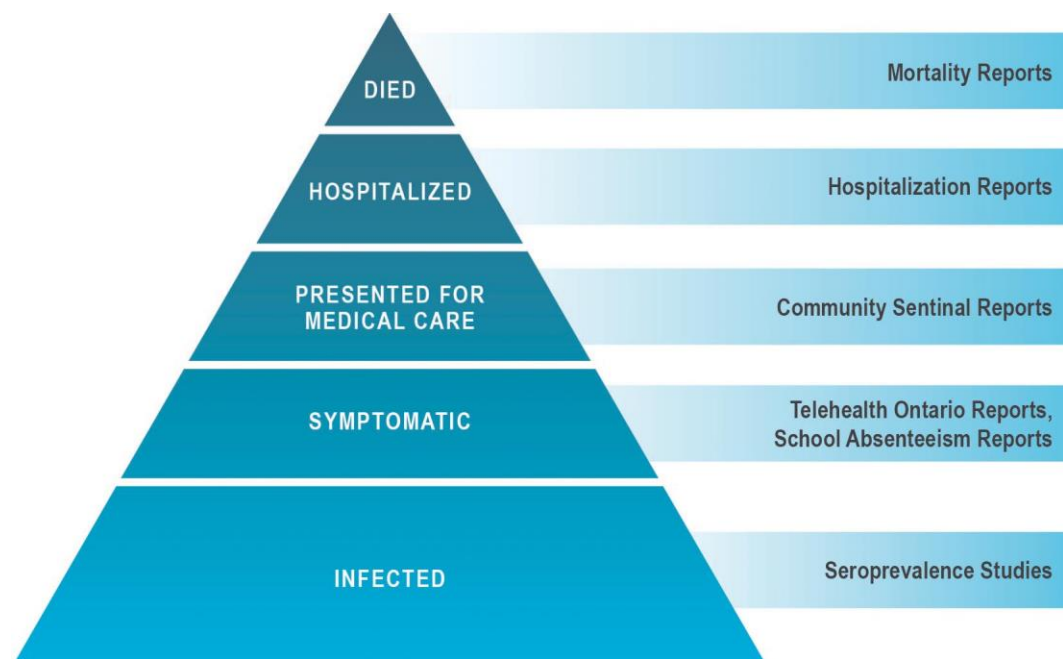 DIED
Mortality Reports
HOSPITALIZED
Hospitalization Reports
PRESENTED FOR
MEDICAL CARE
Community Sentinal Reports
SYMPTOMATIC
Telehealth Ontario Reports,
School Absenteeism Reports
INFECTED
Seroprevalence Studies